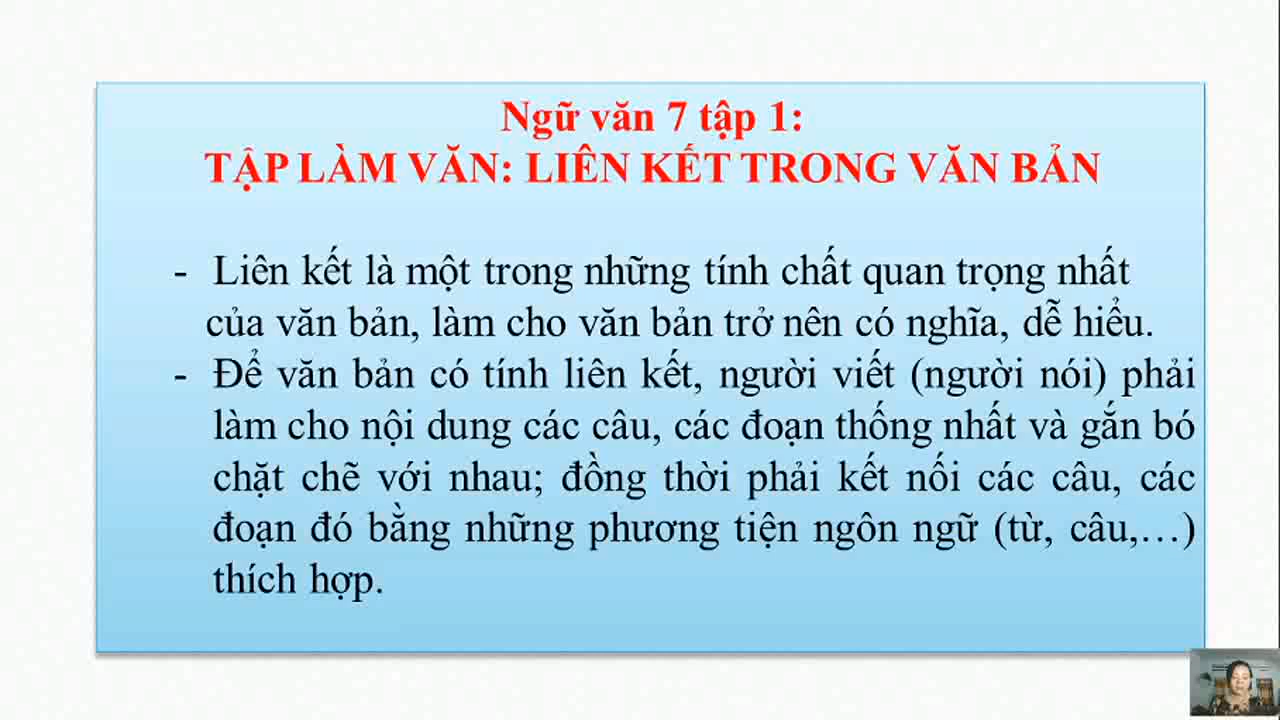 Ngữ văn 7 tập 1:
TẬP LÀM VĂN: LIÊN KẾT TRONG VĂN BẢN
- Liên kết là một trong những tính chất quan trọng nhất
của văn bản, làm cho văn bản trở nên có nghĩa, dễ hiểu.
- Để văn bản có tính liên kết, người viết (người nói) phải
làm cho nội dung các câu, các đoạn thống nhất và gắn bó
chặt chẽ với nhau; đồng thời phải kết nối các câu, các
đoạn đó bằng những phương tiện ngôn ngữ (từ, câu,…)
thích hợp.